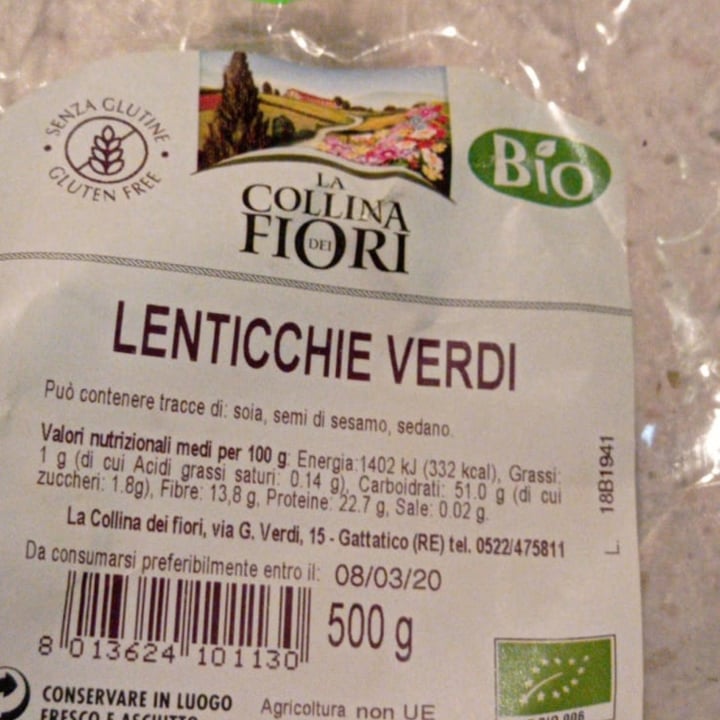 SENZA GLUTINE
GLUTEN FREE
LA
COLLINA
DEI
FIORI
Bio
LENTICCHIE VERDI
Può contenere tracce di: soia, semi di sesamo, sedano.
Valori nutrizionali medi per 100 g: Energia:1402 kJ (332 kcal), Grassi:
1 g (di cui Acidi grassi saturi: 0.14 g), Carboidrati: 51.0 g (di cui
zuccheri: 1.8g), Fibre: 13,8 g, Proteine: 22.7 g, Sale: 0.02 g.
La Collina dei fiori, via G. Verdi, 15 - Gattatico (RE) tel. 0522/475811
L. 18B1941
Da consumarsi preferibilmente entro il: 08/03/20
500 g
8 013624 101130
CONSERVARE IN LUOGO
FRESCO E ASCIUTTO
Agricoltura non UE
BIO 006